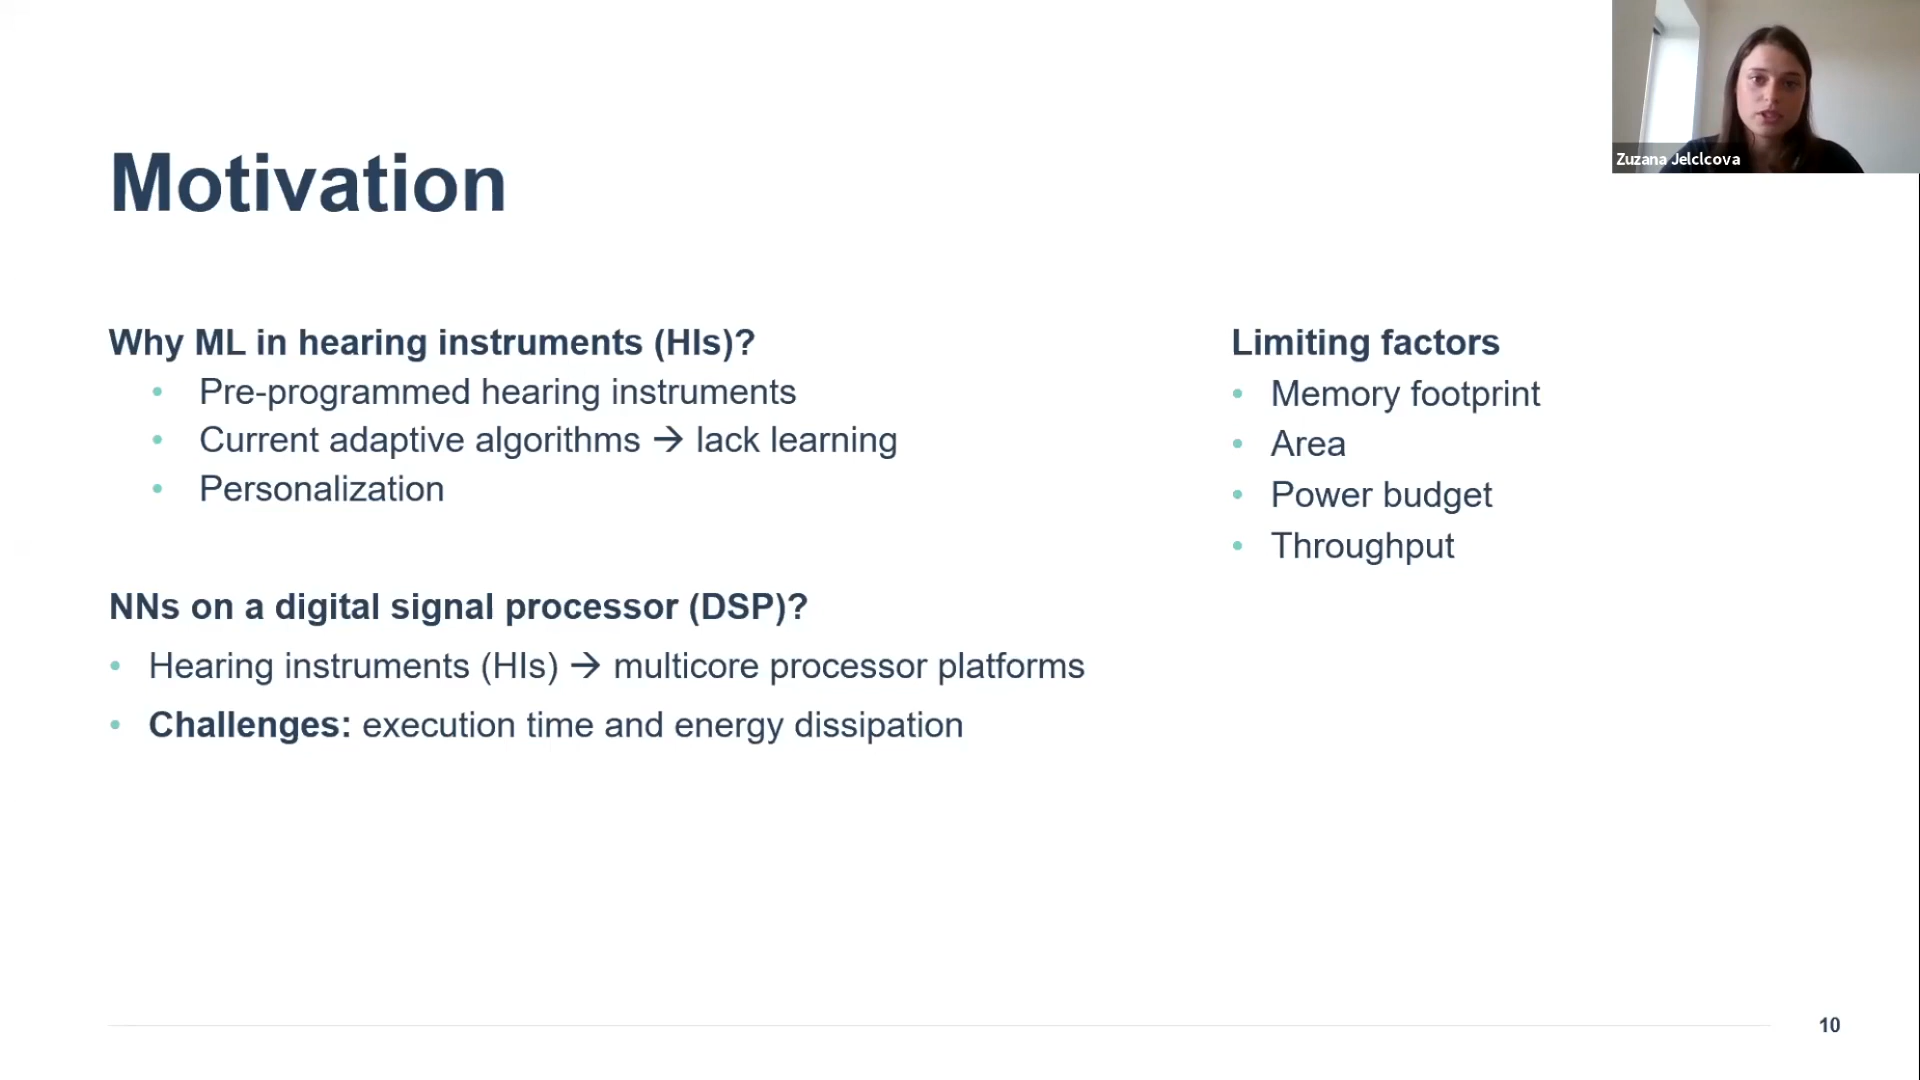 Zuzana Jelclcova
Motivation
Why ML in hearing instruments (HIs)?
• Pre-programmed hearing instruments
• Current adaptive algorithms → lack learning
• Personalization
NNs on a digital signal processor (DSP)?
• Hearing instruments (HIs) → multicore processor platforms
• Challenges: execution time and energy dissipation
Limiting factors
• Memory footprint
• Area
• Power budget
• Throughput
10